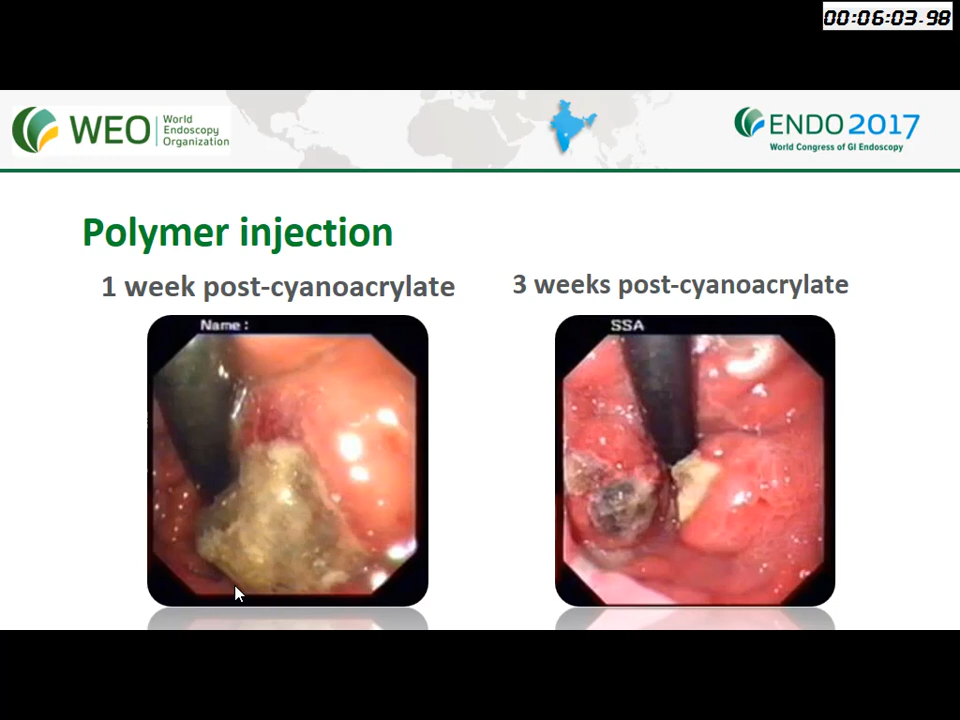 00:06:03.98
WEO
World
Endoscopy
Organization
ENDO 2017
World Congress of GI Endoscopy
Polymer injection
1 week post-cyanoacrylate
3 weeks post-cyanoacrylate
Name :
SSA